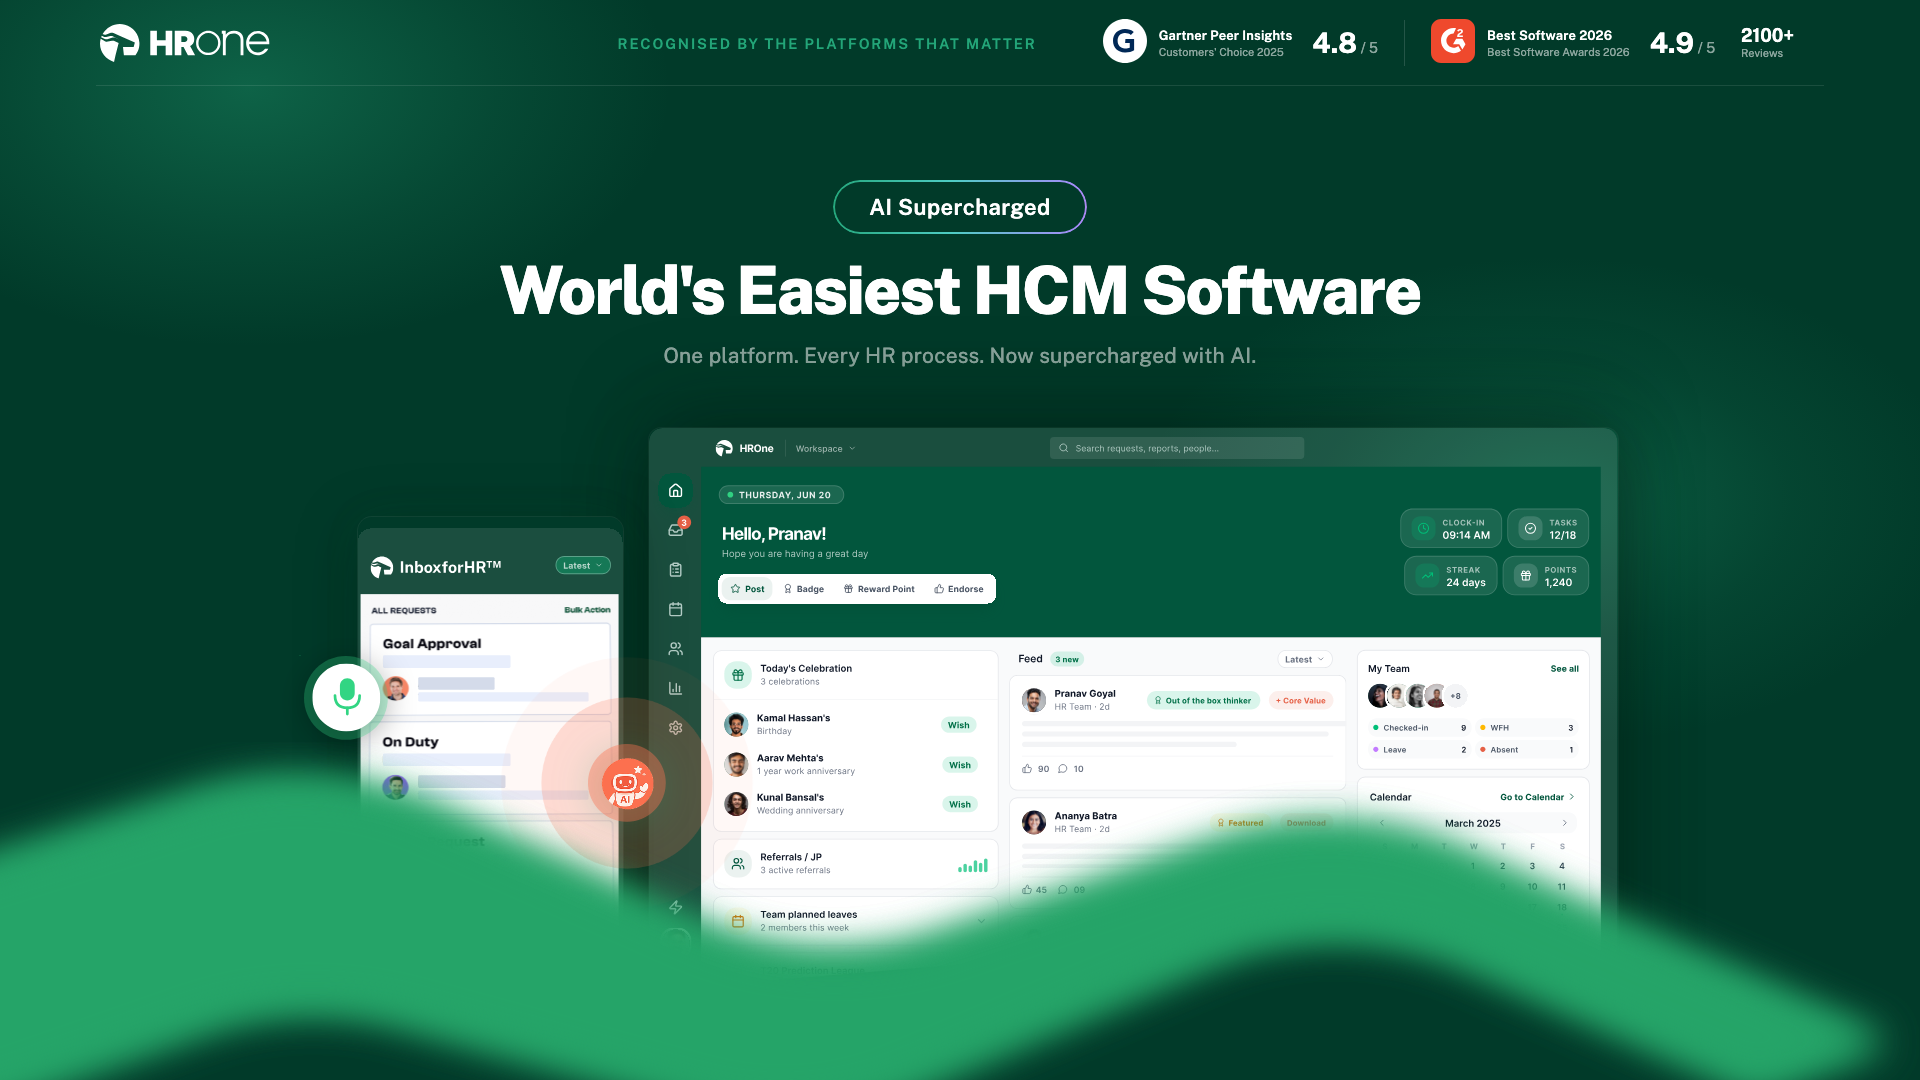 HRone
RECOGNISED BY THE PLATFORMS THAT MATTER
G
Gartner Peer Insights
Customers' Choice 2025
4.8 / 5
G2
Best Software 2026
Best Software Awards 2026
4.9 / 5
2100+
Reviews
AI Supercharged
World's Easiest HCM Software
One platform. Every HR process. Now supercharged with AI.
InboxforHR™
Latest
ALL REQUESTS
Bulk Action
Goal Approval
On Duty
AI
HROne
Workspace
Search requests, reports, people...
3
THURSDAY, JUN 20
Hello, Pranav!
Hope you are having a great day
Post
Badge
Reward Point
Endorse
CLOCK-IN
09:14 AM
TASKS
12/18
STREAK
24 days
POINTS
1,240
Today's Celebration
3 celebrations
Kamal Hassan's
Birthday
Wish
Aarav Mehta's
1 year work anniversary
Wish
Kunal Bansal's
Wedding anniversary
Wish
Referrals / JP
3 active referrals
Team planned leaves
2 members this week
Feed
3 new
Latest
Pranav Goyal
HR Team · 2d
Out of the box thinker
+ Core Value
90
10
Ananya Batra
HR Team · 2d
Featured
Download
45
09
My Team
See all
+8
Checked-in 9
WFH 3
Leave 2
Absent 1
Calendar
Go to Calendar
March 2025
M T W T F S
1 2 3 4
9 10 11
18